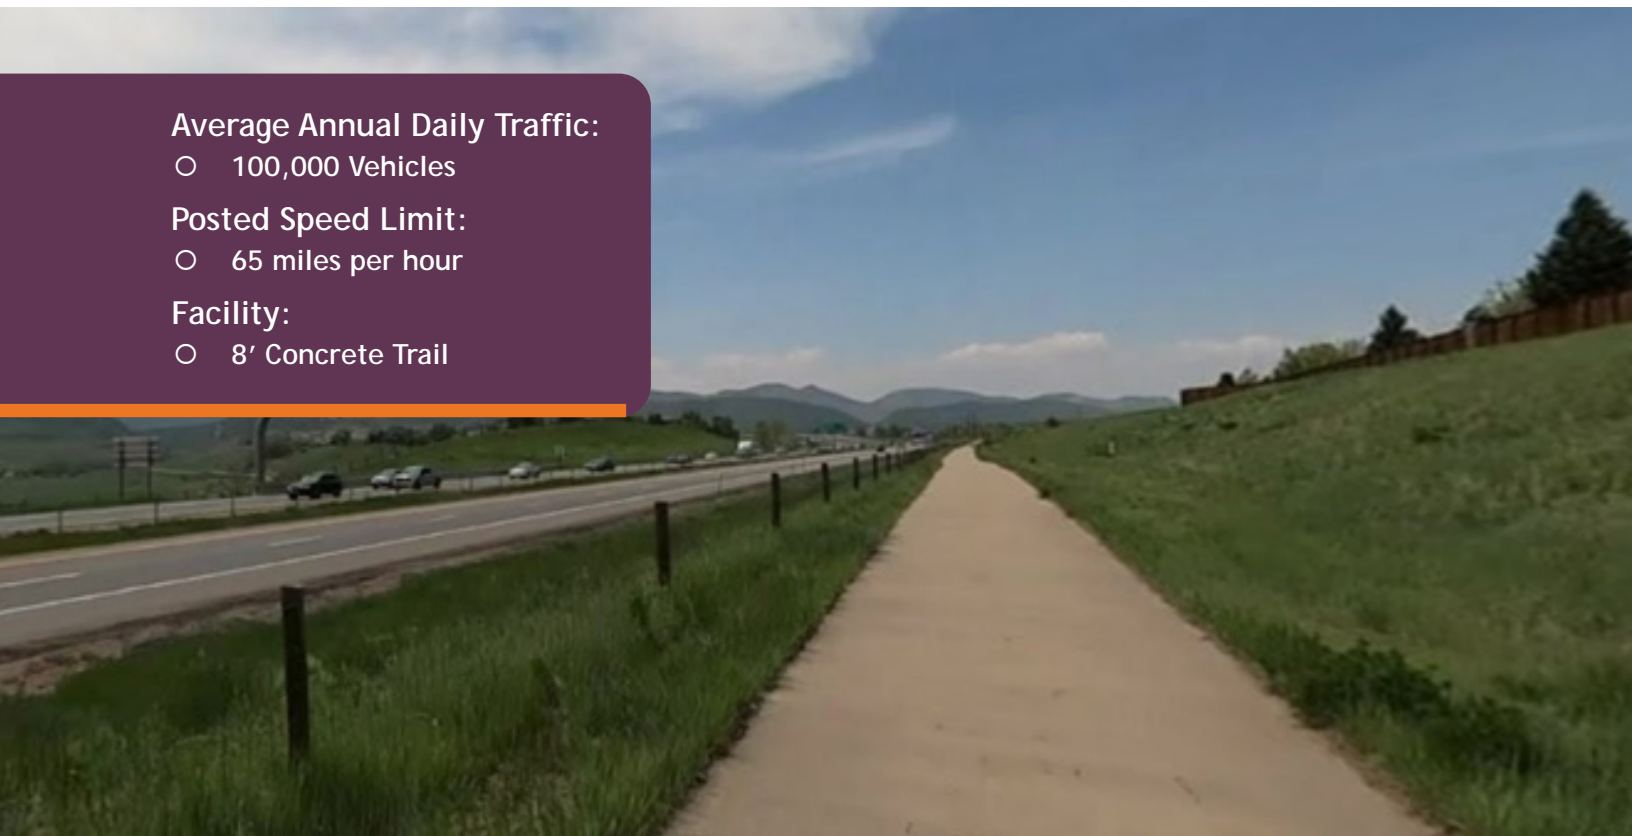 Average Annual Daily Traffic:
○ 100,000 Vehicles
Posted Speed Limit:
○ 65 miles per hour
Facility:
○ 8′ Concrete Trail